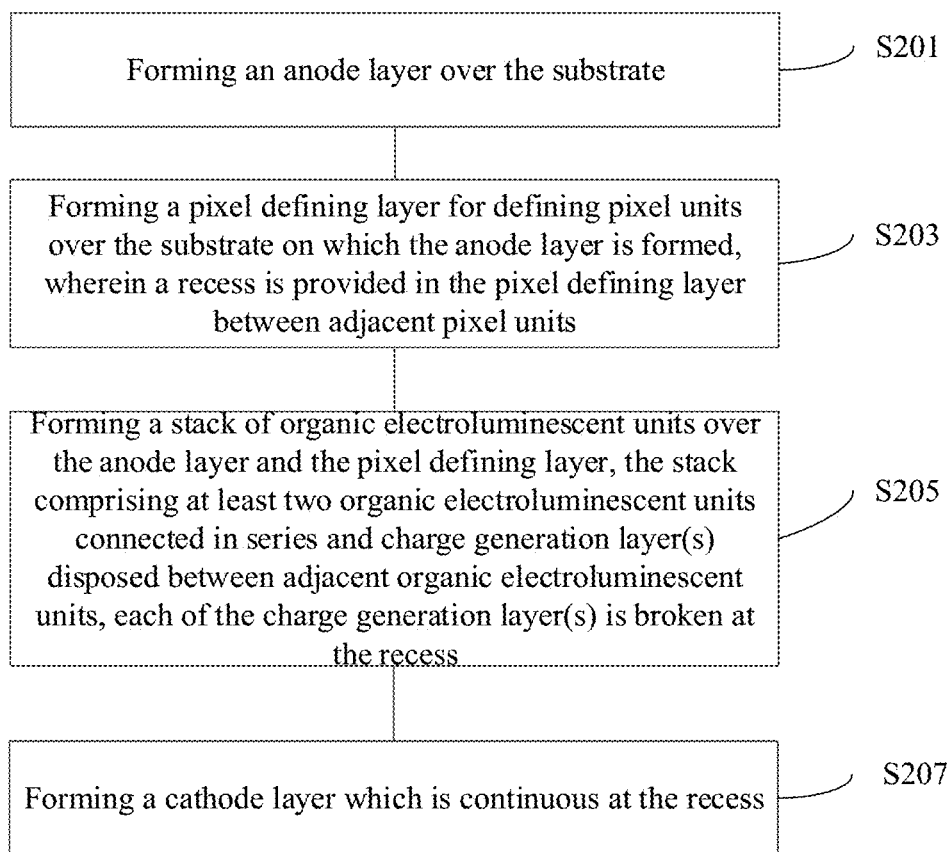 Forming an anode layer over the substrate
S201
Forming a pixel defining layer for defining pixel units
over the substrate on which the anode layer is formed,
wherein a recess is provided in the pixel defining layer
between adjacent pixel units
S203
Forming a stack of organic electroluminescent units over
the anode layer and the pixel defining layer, the stack
comprising at least two organic electroluminescent units
connected in series and charge generation layer(s)
disposed between adjacent organic electroluminescent
units, each of the charge generation layer(s) is broken at
the recess
S205
Forming a cathode layer which is continuous at the recess
S207